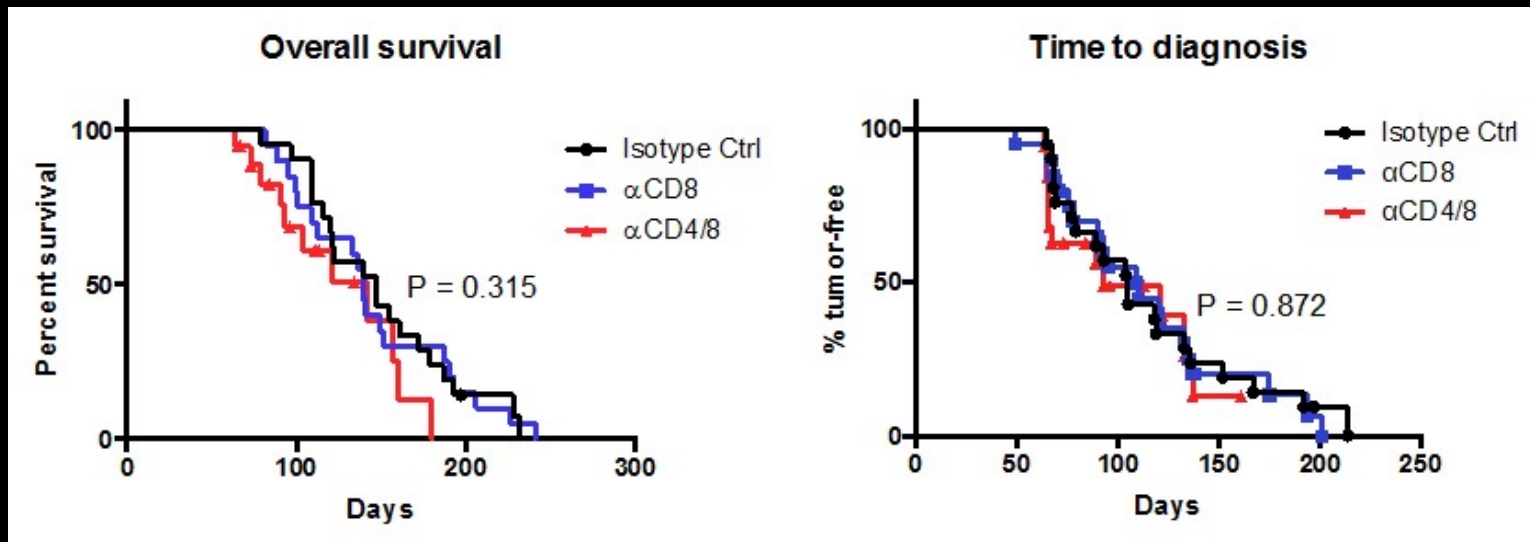 Overall survival
Percent survival
100
50
0
0 100 200 300
Days
Isotype Ctrl
αCD8
αCD4/8
P = 0.315
Time to diagnosis
% tumor-free
100
50
0
0 50 100 150 200 250
Days
Isotype Ctrl
αCD8
αCD4/8
P = 0.872